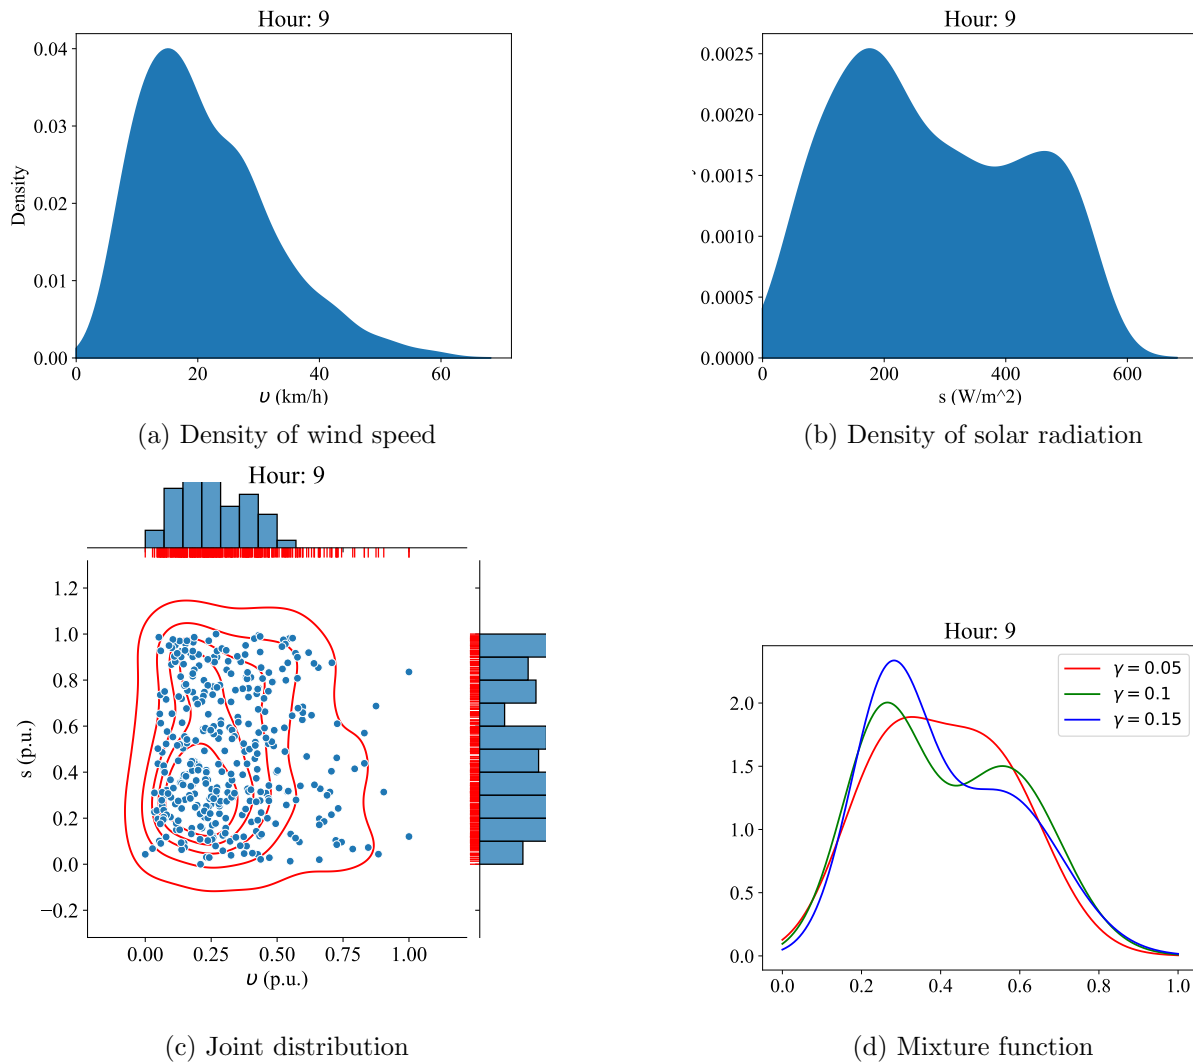 Hour: 9
Density
0.04
0.03
0.02
0.01
0.00
0 20 40 60
υ (km/h)
(a) Density of wind speed
Hour: 9
0.0025
0.0020
0.0015
0.0010
0.0005
0.0000
0 200 400 600
s (W/m^2)
(b) Density of solar radiation
Hour: 9
s (p.u.)
1.2
1.0
0.8
0.6
0.4
0.2
0.0
−0.2
0.00 0.25 0.50 0.75 1.00
υ (p.u.)
(c) Joint distribution
Hour: 9
γ = 0.05
γ = 0.1
γ = 0.15
2.0
1.5
1.0
0.5
0.0
0.0 0.2 0.4 0.6 0.8 1.0
(d) Mixture function